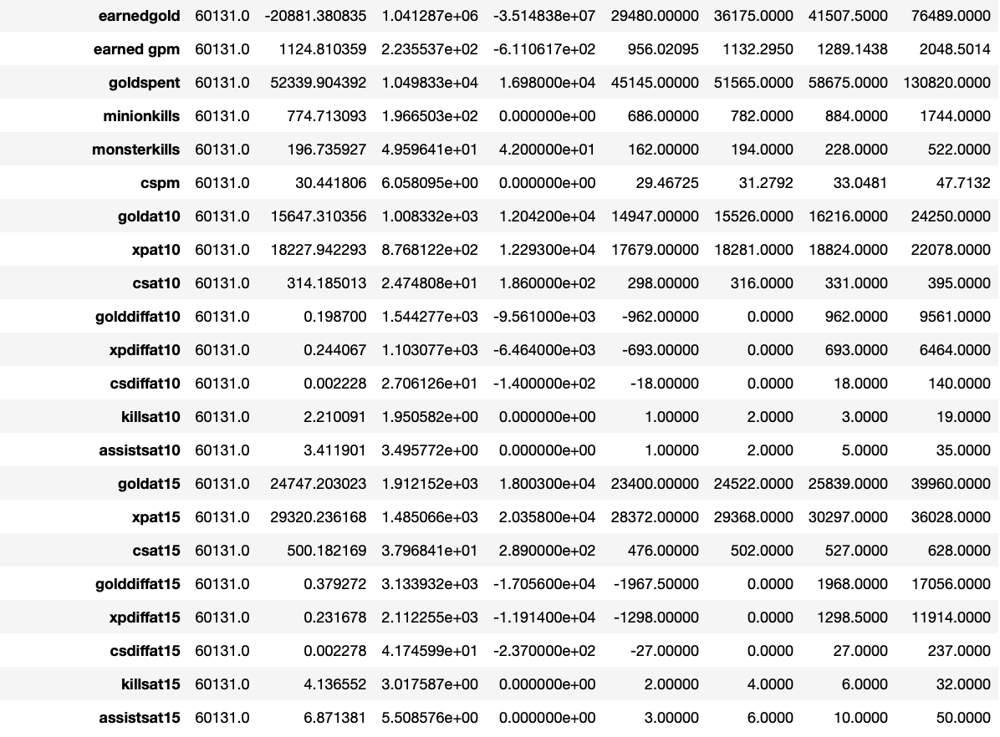 earnedgold 60131.0 -20881.380835 1.041287e+06 -3.514838e+07 29480.00000 36175.0000 41507.5000 76489.0000
earned gpm 60131.0 1124.810359 2.235537e+02 -6.110617e+02 956.02095 1132.2950 1289.1438 2048.5014
goldspent 60131.0 52339.904392 1.049833e+04 1.698000e+04 45145.00000 51565.0000 58675.0000 130820.0000
minionkills 60131.0 774.713093 1.966503e+02 0.000000e+00 686.00000 782.0000 884.0000 1744.0000
monsterkills 60131.0 196.735927 4.959641e+01 4.200000e+01 162.00000 194.0000 228.0000 522.0000
cspm 60131.0 30.441806 6.058095e+00 0.000000e+00 29.46725 31.2792 33.0481 47.7132
goldat10 60131.0 15647.310356 1.008332e+03 1.204200e+04 14947.00000 15526.0000 16216.0000 24250.0000
xpat10 60131.0 18227.942293 8.768122e+02 1.229300e+04 17679.00000 18281.0000 18824.0000 22078.0000
csat10 60131.0 314.185013 2.474808e+01 1.860000e+02 298.00000 316.0000 331.0000 395.0000
golddiffat10 60131.0 0.198700 1.544277e+03 -9.561000e+03 -962.00000 0.0000 962.0000 9561.0000
xpdiffat10 60131.0 0.244067 1.103077e+03 -6.464000e+03 -693.00000 0.0000 693.0000 6464.0000
csdiffat10 60131.0 0.002228 2.706126e+01 -1.400000e+02 -18.00000 0.0000 18.0000 140.0000
killsat10 60131.0 2.210091 1.950582e+00 0.000000e+00 1.00000 2.0000 3.0000 19.0000
assistsat10 60131.0 3.411901 3.495772e+00 0.000000e+00 1.00000 2.0000 5.0000 35.0000
goldat15 60131.0 24747.203023 1.912152e+03 1.800300e+04 23400.00000 24522.0000 25839.0000 39960.0000
xpat15 60131.0 29320.236168 1.485066e+03 2.035800e+04 28372.00000 29368.0000 30297.0000 36028.0000
csat15 60131.0 500.182169 3.796841e+01 2.890000e+02 476.00000 502.0000 527.0000 628.0000
golddiffat15 60131.0 0.379272 3.133932e+03 -1.705600e+04 -1967.50000 0.0000 1968.0000 17056.0000
xpdiffat15 60131.0 0.231678 2.112255e+03 -1.191400e+04 -1298.00000 0.0000 1298.5000 11914.0000
csdiffat15 60131.0 0.002278 4.174599e+01 -2.370000e+02 -27.00000 0.0000 27.0000 237.0000
killsat15 60131.0 4.136552 3.017587e+00 0.000000e+00 2.00000 4.0000 6.0000 32.0000
assistsat15 60131.0 6.871381 5.508576e+00 0.000000e+00 3.00000 6.0000 10.0000 50.0000